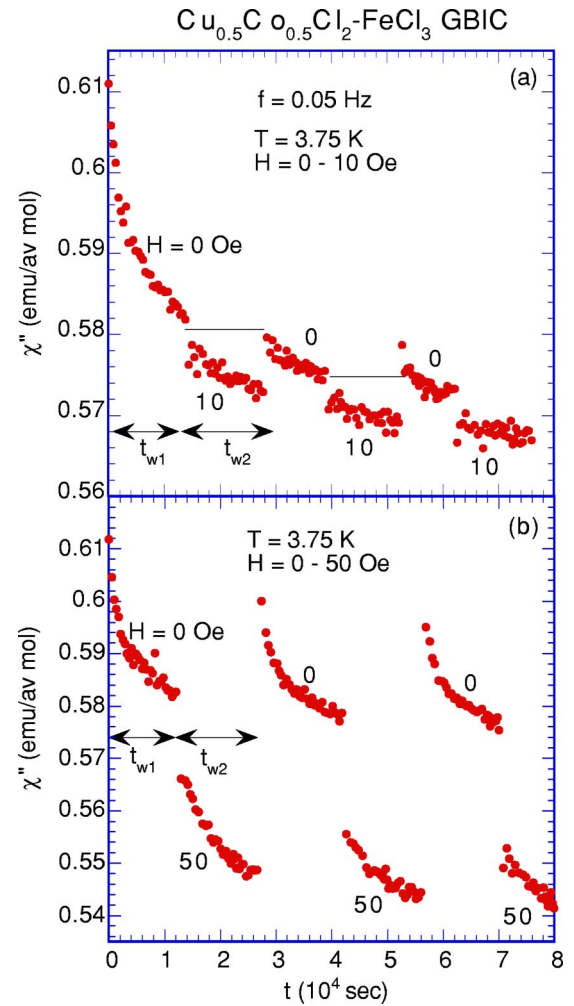 Cu0.5C o0.5Cl2-FeCl3 GBIC
(a)
f = 0.05 Hz
T = 3.75 K
H = 0 - 10 Oe
H = 0 Oe
0
0
10
10
10
tw1
tw2
0.61
0.6
0.59
0.58
0.57
0.56
χ" (emu/av mol)
(b)
T = 3.75 K
H = 0 - 50 Oe
H = 0 Oe
0
0
tw1
tw2
50
50
50
0.61
0.6
0.59
0.58
0.57
0.56
0.55
0.54
χ" (emu/av mol)
0 1 2 3 4 5 6 7 8
t (10^4 sec)